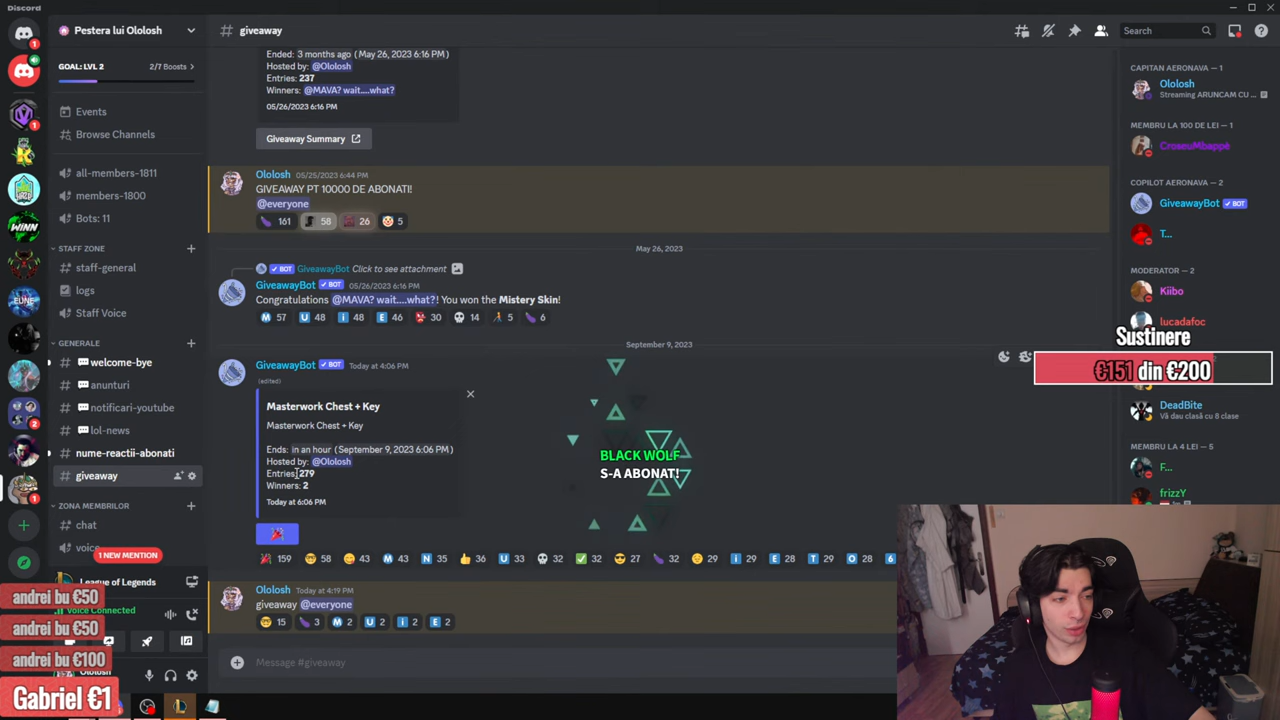 Discord
Pestera lui Ololosh
GOAL: LVL 2
2/7 Boosts >
Events
Browse Channels
all-members-1811
members-1800
Bots: 11
STAFF ZONE
staff-general
logs
Staff Voice
GENERALE
welcome-bye
anunturi
notificari-youtube
lol-news
nume-reactii-abonati
giveaway
ZONA MEMBRILOR
chat
voice
1 NEW MENTION
League of Legends
Voice Connected
andrei bu €50
andrei bu €50
andrei bu €100
Ololosh
Gabriel €1
# giveaway
Search
Ended: 3 months ago (May 26, 2023 6:16 PM)
Hosted by: @Ololosh
Entries: 237
Winners: @MAVA? wait....what?
05/26/2023 6:16 PM
Giveaway Summary
Ololosh 05/25/2023 6:44 PM
GIVEAWAY PT 10000 DE ABONATI!
@everyone
161 58 26 5
May 26, 2023
BOT GiveawayBot Click to see attachment
GiveawayBot BOT 05/26/2023 6:16 PM
Congratulations @MAVA? wait....what?! You won the Mistery Skin!
M 57 U 48 i 48 E 46 30 14 5 6
September 9, 2023
GiveawayBot BOT Today at 4:06 PM
(edited)
Masterwork Chest + Key
Masterwork Chest + Key
Ends: in an hour (September 9, 2023 6:06 PM)
Hosted by: @Ololosh
Entries: 279
Winners: 2
Today at 6:06 PM
BLACK WOLF
S-A ABONAT!
159 58 43 M 43 N 35 36 U 33 32 32 27 32 29 i 29 E 28 T 29 O 28
Ololosh Today at 4:19 PM
giveaway @everyone
15 3 M 2 U 2 i 2 E 2
Message #giveaway
CAPITAN AERONAVA — 1
Ololosh
Streaming ARUNCAM CU ...
MEMBRU LA 100 DE LEI — 1
CroseuMbappè
COPILOT AERONAVA — 2
GiveawayBot BOT
T...
MODERATOR — 2
Kiibo
lucadafoc
Sustinere
€151 din €200
DeadBite
Vă dau clasă cu 8 clase
MEMBRU LA 4 LEI — 5
F...
frizzY